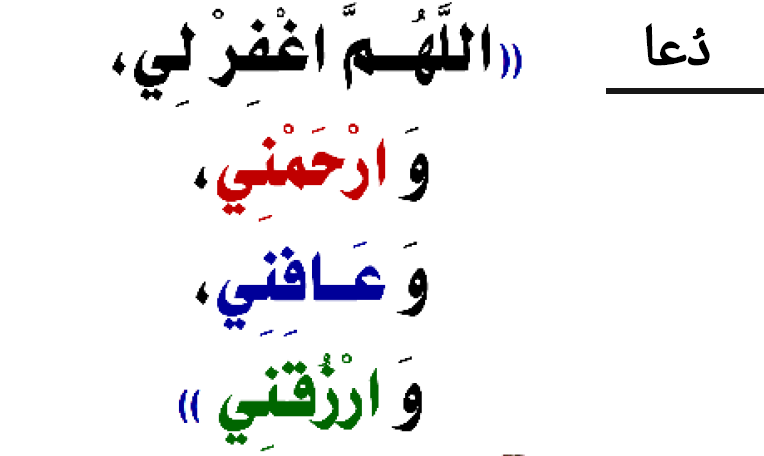 دُعا
((اللَّهُـمَّ اغْفِرْ لِي،
وَ ارْحَمْنِي،
وَ عَـافِنِي،
وَ ارْزُقْنِي ))